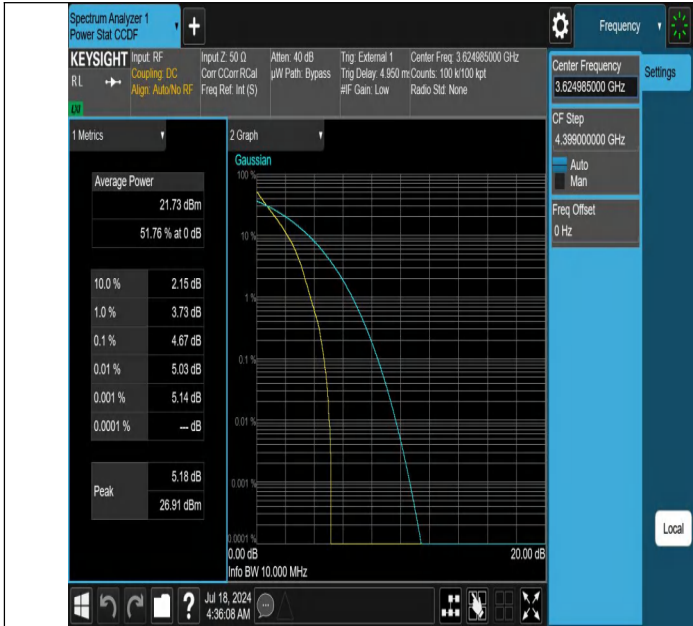 Spectrum Analyzer 1
Power Stat CCDF
+
Frequency
KEYSIGHT
RL
LXI
Input: RF
Coupling: DC
Align: Auto/No RF
Input Z: 50 Ω
Corr CCorr RCal
Freq Ref: Int (S)
Atten: 40 dB
µW Path: Bypass
Trig: External 1
Trig Delay: 4.950 ms
#IF Gain: Low
Center Freq: 3.624985000 GHz
Counts: 100 k/100 kpt
Radio Std: None
Center Frequency
3.624985000 GHz
Settings
CF Step
4.399000000 GHz
Auto
Man
Freq Offset
0 Hz
1 Metrics
Average Power
21.73 dBm
51.76 % at 0 dB
10.0 % 2.15 dB
1.0 % 3.73 dB
0.1 % 4.67 dB
0.01 % 5.03 dB
0.001 % 5.14 dB
0.0001 % --- dB
Peak
5.18 dB
26.91 dBm
2 Graph
Gaussian
100 %
10 %
1 %
0.1 %
0.01 %
0.001 %
0.0001 %
0.00 dB
20.00 dB
Info BW 10.000 MHz
Local
?
Jul 18, 2024
4:36:08 AM